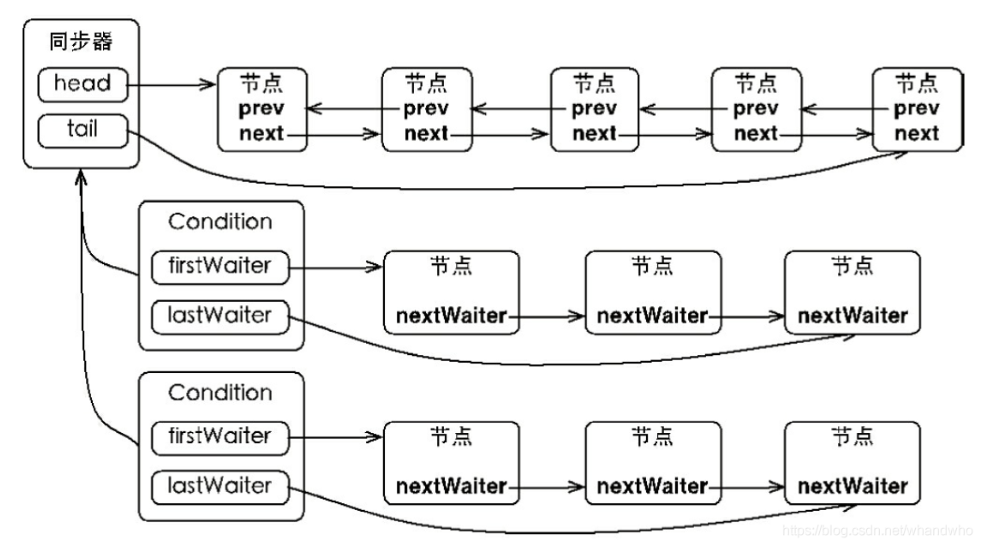 同步器
head
tail
节点 节点 节点 节点 节点
prev prev prev prev prev
next next next next next
Condition
firstWaiter
lastWaiter
节点 节点 节点
nextWaiter nextWaiter nextWaiter
Condition
firstWaiter
lastWaiter
节点 节点 节点
nextWaiter nextWaiter nextWaiter
https://blog.csdn.net/whandwho